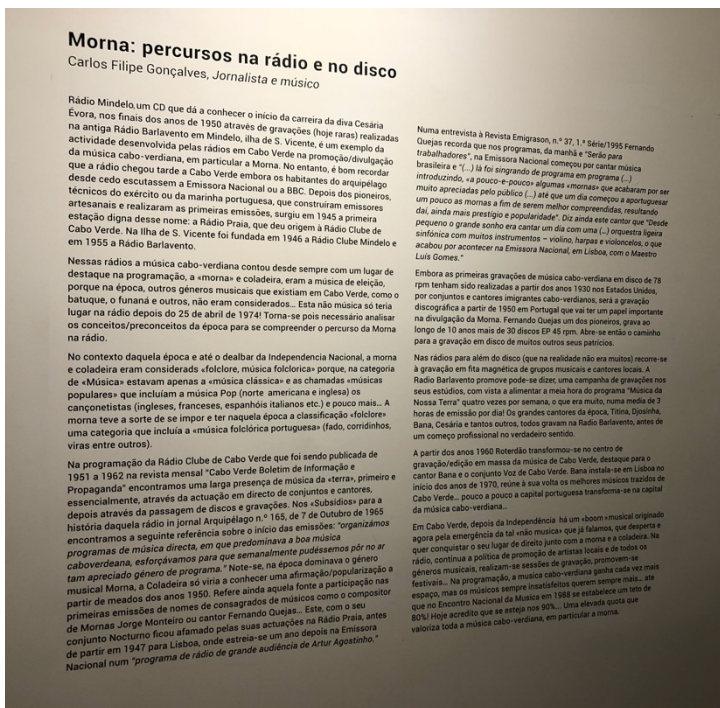 Morna: percursos na rádio e no disco
Carlos Filipe Gonçalves, Jornalista e músico
Rádio Mindelo,um CD que dá a conhecer o início da carreira da diva Cesária
Évora, nos finais dos anos de 1950 através de gravações (hoje raras) realizadas
na antiga Rádio Barlavento em Mindelo, ilha de S. Vicente, é um exemplo da
actividade desenvolvida pelas rádios em Cabo Verde na promoção/divulgação
da música cabo-verdiana, em particular a Morna. No entanto, é bom recordar
que a rádio chegou tarde a Cabo Verde embora os habitantes do arquipélago
desde cedo escutassem a Emissora Nacional ou a BBC. Depois dos pioneiros,
técnicos do exército ou da marinha portuguesa, que construíram emissores
artesanais e realizaram as primeiras emissões, surgiu em 1945 a primeira
estação digna desse nome: a Rádio Praia, que deu origem à Rádio Clube de
Cabo Verde. Na Ilha de S. Vicente foi fundada em 1946 a Rádio Clube Mindelo e
em 1955 a Rádio Barlavento.
Nessas rádios a música cabo-verdiana contou desde sempre com um lugar de
destaque na programação, a «morna» e coladeira, eram a música de eleição,
porque na época, outros géneros musicais que existiam em Cabo Verde, como o
batuque, o funaná e outros, não eram considerados... Esta não música só teria
lugar na rádio depois do 25 de abril de 1974! Torna-se pois necessário analisar
os conceitos/preconceitos da época para se compreender o percurso da Morna
na rádio.
No contexto daquela época e até o dealbar da Independencia Nacional, a morna
e coladeira eram considerads «folclore, música folclorica» porque, na categoria
de «Música» estavam apenas a «música clássica» e as chamadas «músicas
populares» que incluíam a música Pop (norte americana e inglesa) os
cançonetistas (ingleses, franceses, espanhóis italianos etc.) e pouco mais... A
morna teve a sorte de se impor e ter naquela época a classificação «folclore»
uma categoria que incluía a «música folclórica portuguesa» (fado, corridinhos,
viras entre outros).
Na programação da Rádio Clube de Cabo Verde que foi sendo publicada de
1951 a 1962 na revista mensal “Cabo Verde Boletim de Informação e
Propaganda” encontramos uma larga presença de música da «terra», primeiro e
essencialmente, através da actuação em directo de conjuntos e cantores,
depois através da passagem de discos e gravações. Nos «Subsídios» para a
história daquela rádio in jornal Arquipélago n.º 165, de 7 de Outubro de 1965
encontramos a seguinte referência sobre o início das emissões: “organizámos
programas de música directa, em que predominava a boa música
caboverdeana, esforçávamos para que semanalmente pudéssemos pôr no ar
tam apreciado género de programa.” Note-se, na época dominava o género
musical Morna, a Coladeira só viria a conhecer uma afirmação/popularização a
partir de meados dos anos 1950. Refere ainda aquela fonte a participação nas
primeiras emissões de nomes de consagrados de músicos como o compositor
de Mornas Jorge Monteiro ou cantor Fernando Quejas... Este, com o seu
conjunto Nocturno ficou afamado pelas suas actuações na Rádio Praia, antes
de partir em 1947 para Lisboa, onde estreia-se um ano depois na Emissora
Nacional num “programa de rádio de grande audiência de Artur Agostinho.”
Numa entrevista à Revista Emigrason, n.º 37, 1.ª Série/1995 Fernando
Quejas recorda que nos programas, da manhã e “Serão para
trabalhadores”, na Emissora Nacional começou por cantar música
brasileira e “(...) lá foi singrando de programa em programa (...)
introduzindo, «a pouco-e-pouco» algumas «mornas» que acabaram por ser
muito apreciadas pelo público (...) até que um dia começou a aportuguesar
um pouco as mornas a fim de serem melhor compreendidas, resultando
daí, ainda mais prestígio e popularidade”. Diz ainda este cantor que “Desde
pequeno o grande sonho era cantar um dia com uma (...) orquestra ligeira
sinfónica com muitos instrumentos – violino, harpas e violoncelos, o que
acabou por acontecer na Emissora Nacional, em Lisboa, com o Maestro
Luís Gomes.”
Embora as primeiras gravações de música cabo-verdiana em disco de 78
rpm tenham sido realizadas a partir dos anos 1930 nos Estados Unidos,
por conjuntos e cantores imigrantes cabo-verdianos, será a gravação
discográfica a partir de 1950 em Portugal que vai ter um papel importante
na divulgação da Morna. Fernando Quejas um dos pioneiros, grava ao
longo de 10 anos mais de 30 discos EP 45 rpm. Abre-se então o caminho
para a gravação em disco de muitos outros seus patrícios.
Nas rádios para além do disco (que na realidade não era muitos) recorre-se
à gravação em fita magnética de grupos musicais e cantores locais. A
Radio Barlavento promove pode-se dizer, uma campanha de gravações nos
seus estúdios, com vista a alimentar a meia hora do programa “Música da
Nossa Terra” quatro vezes por semana, o que era muito, numa media de 3
horas de emissão por dia! Os grandes cantores da época, Titina, Djosinha,
Bana, Cesária e tantos outros, todos gravam na Radio Barlavento, antes de
um começo profissional no verdadeiro sentido.
A partir dos anos 1960 Roterdão transformou-se no centro de
gravação/edição em massa da música de Cabo Verde, destaque para o
cantor Bana e o conjunto Voz de Cabo Verde. Bana instala-se em Lisboa no
início dos anos de 1970, reúne à sua volta os melhores músicos trazidos de
Cabo Verde... pouco a pouco a capital portuguesa transforma-se na capital
da música cabo-verdiana...
Em Cabo Verde, depois da Independência há um «boom »musical originado
agora pela emergência da tal «não musica» que já falamos, que desperta e
quer conquistar o seu lugar de direito junto com a morna e a coladeira. Na
rádio, continua a política de promoção de artistas locais e de todos os
géneros musicais, realizam-se sessões de gravação, promovem-se
festivais... Na programação, a musica cabo-verdiana ganha cada vez mais
espaço, mas os músicos sempre insatisfeitos querem sempre mais... até
que no Encontro Nacional da Musica em 1988 se estabelece um teto de
80%! Hoje acredito que se esteja nos 90%... Uma elevada quota que
valoriza toda a música cabo-verdiana, em particular a morna.